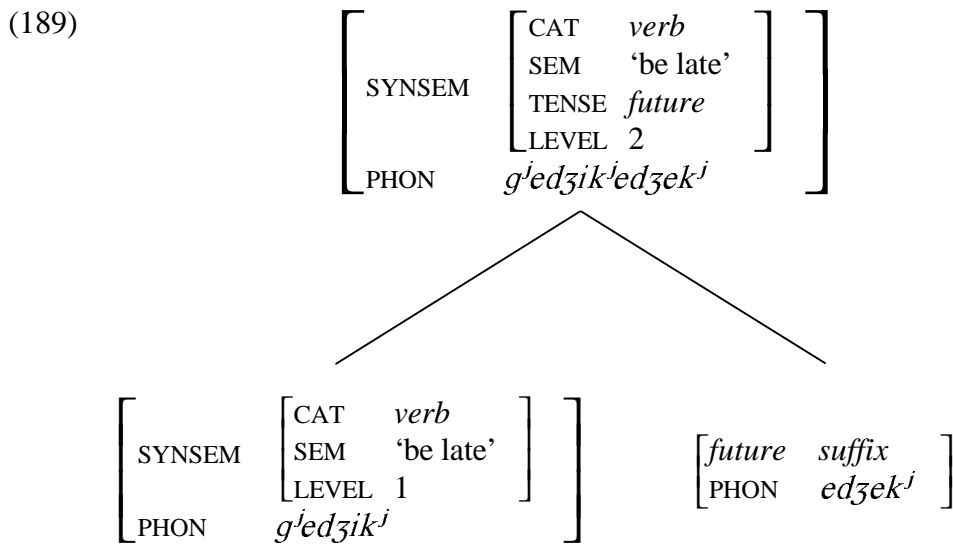 (189)
CAT verb
SEM ‘be late’
SYNSEM
TENSE future
LEVEL 2
PHON gʲedʒikʲedʒekʲ
CAT verb
SYNSEM SEM ‘be late’
LEVEL 1
PHON gʲedʒikʲ
future suffix
PHON edʒekʲ